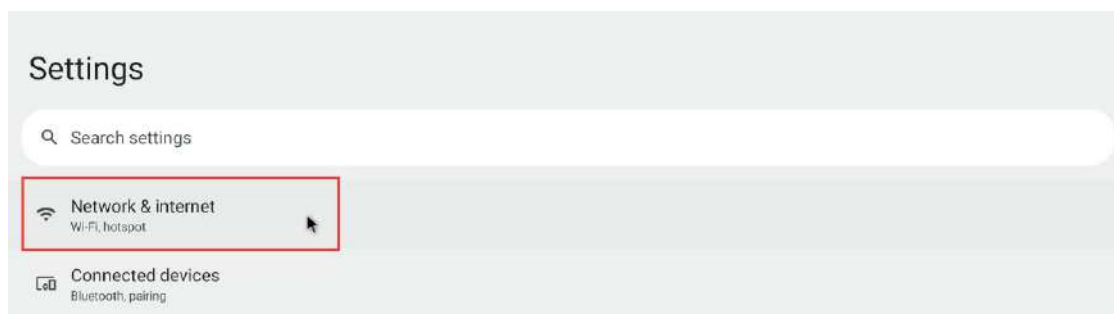 Settings
Search settings
Network & internet
Wi-Fi, hotspot
Connected devices
Bluetooth, pairing